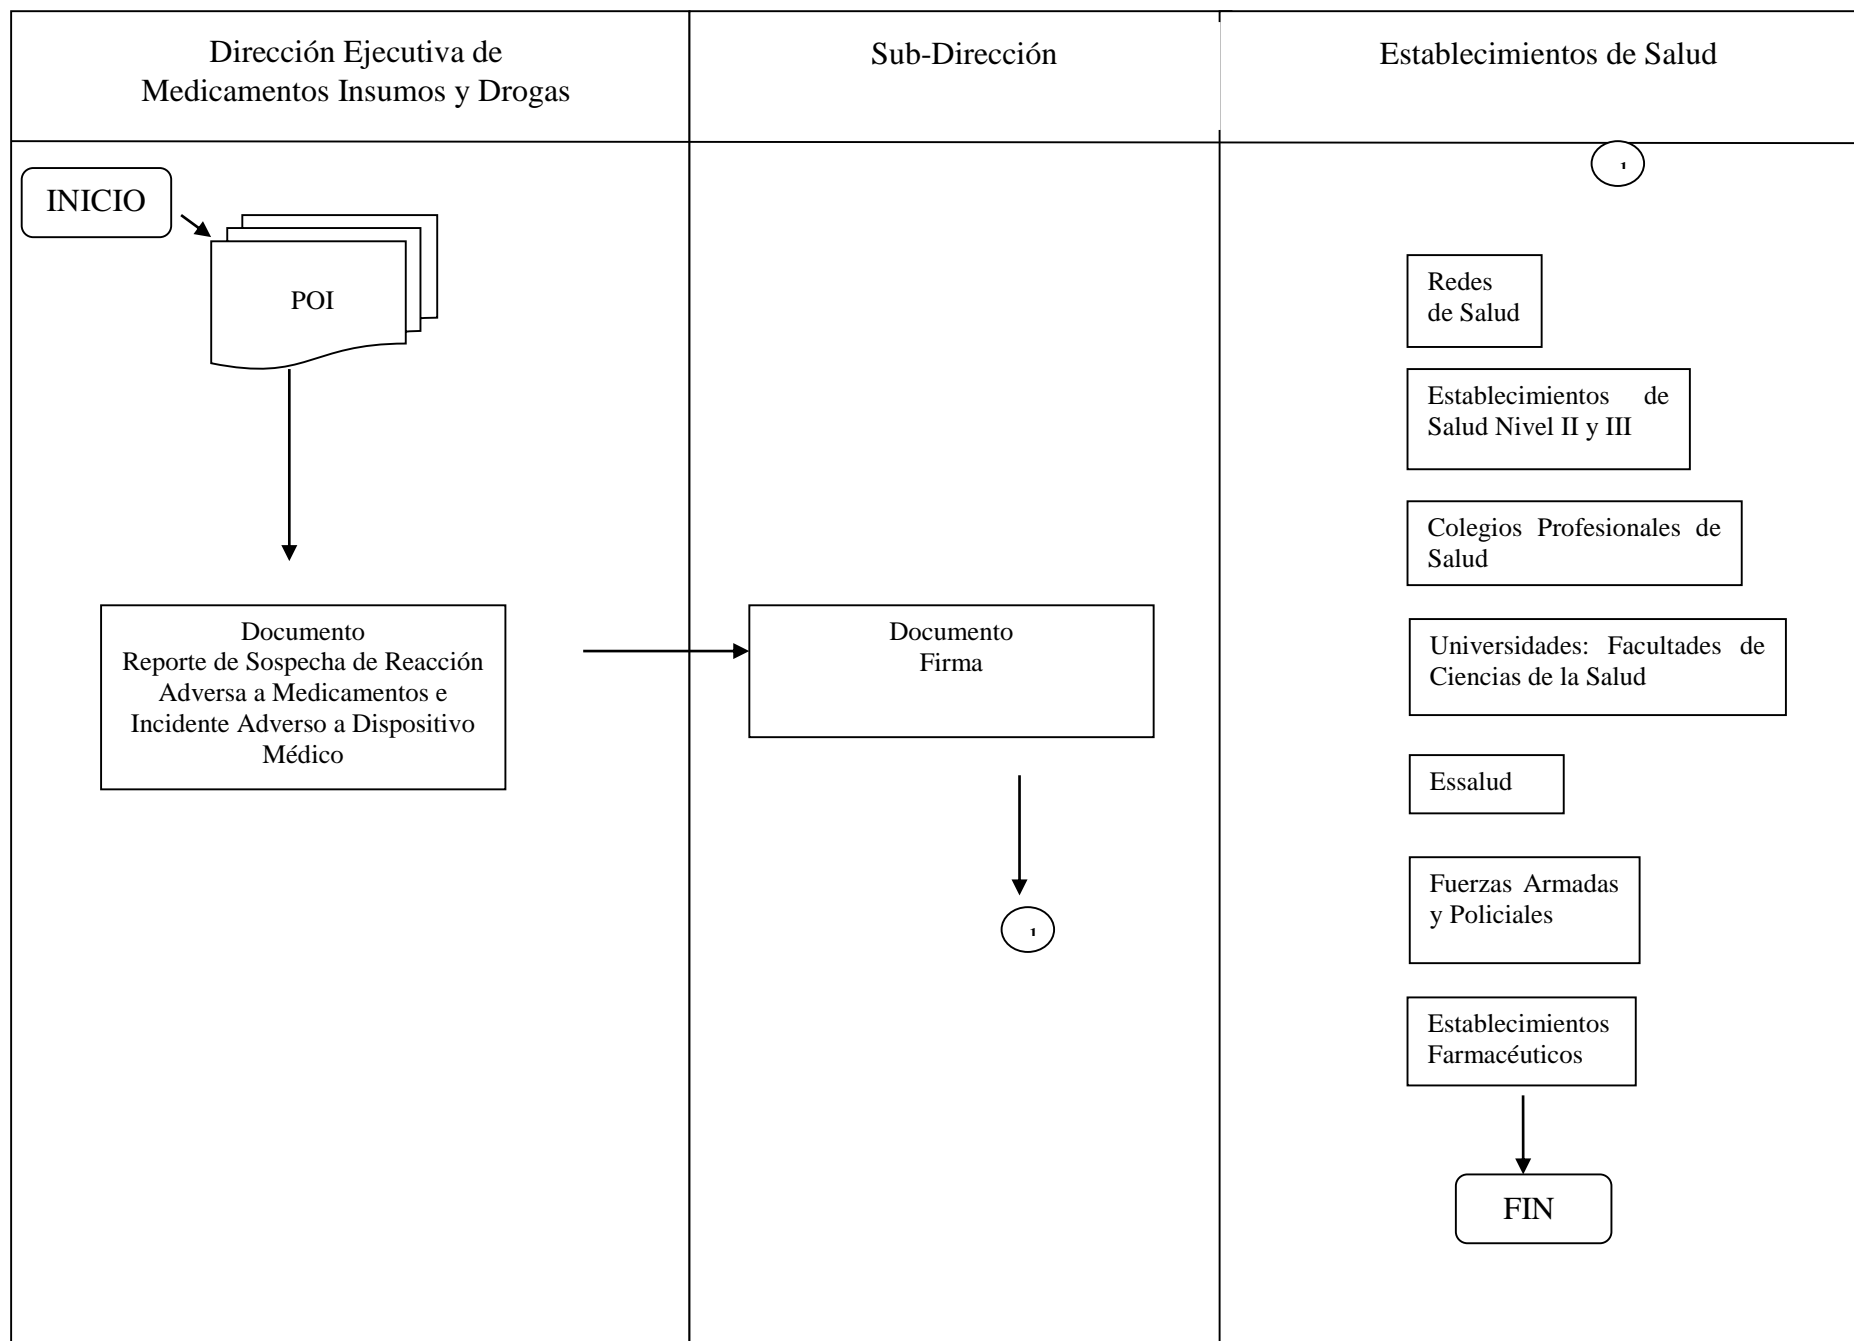 Dirección Ejecutiva de
Medicamentos Insumos y Drogas
Sub-Dirección
Establecimientos de Salud
INICIO
POI
Documento
Reporte de Sospecha de Reacción
Adversa a Medicamentos e
Incidente Adverso a Dispositivo
Médico
Documento
Firma
1
1
Redes
de Salud
Establecimientos de
Salud Nivel II y III
Colegios Profesionales de
Salud
Universidades: Facultades de
Ciencias de la Salud
Essalud
Fuerzas Armadas
y Policiales
Establecimientos
Farmacéuticos
FIN